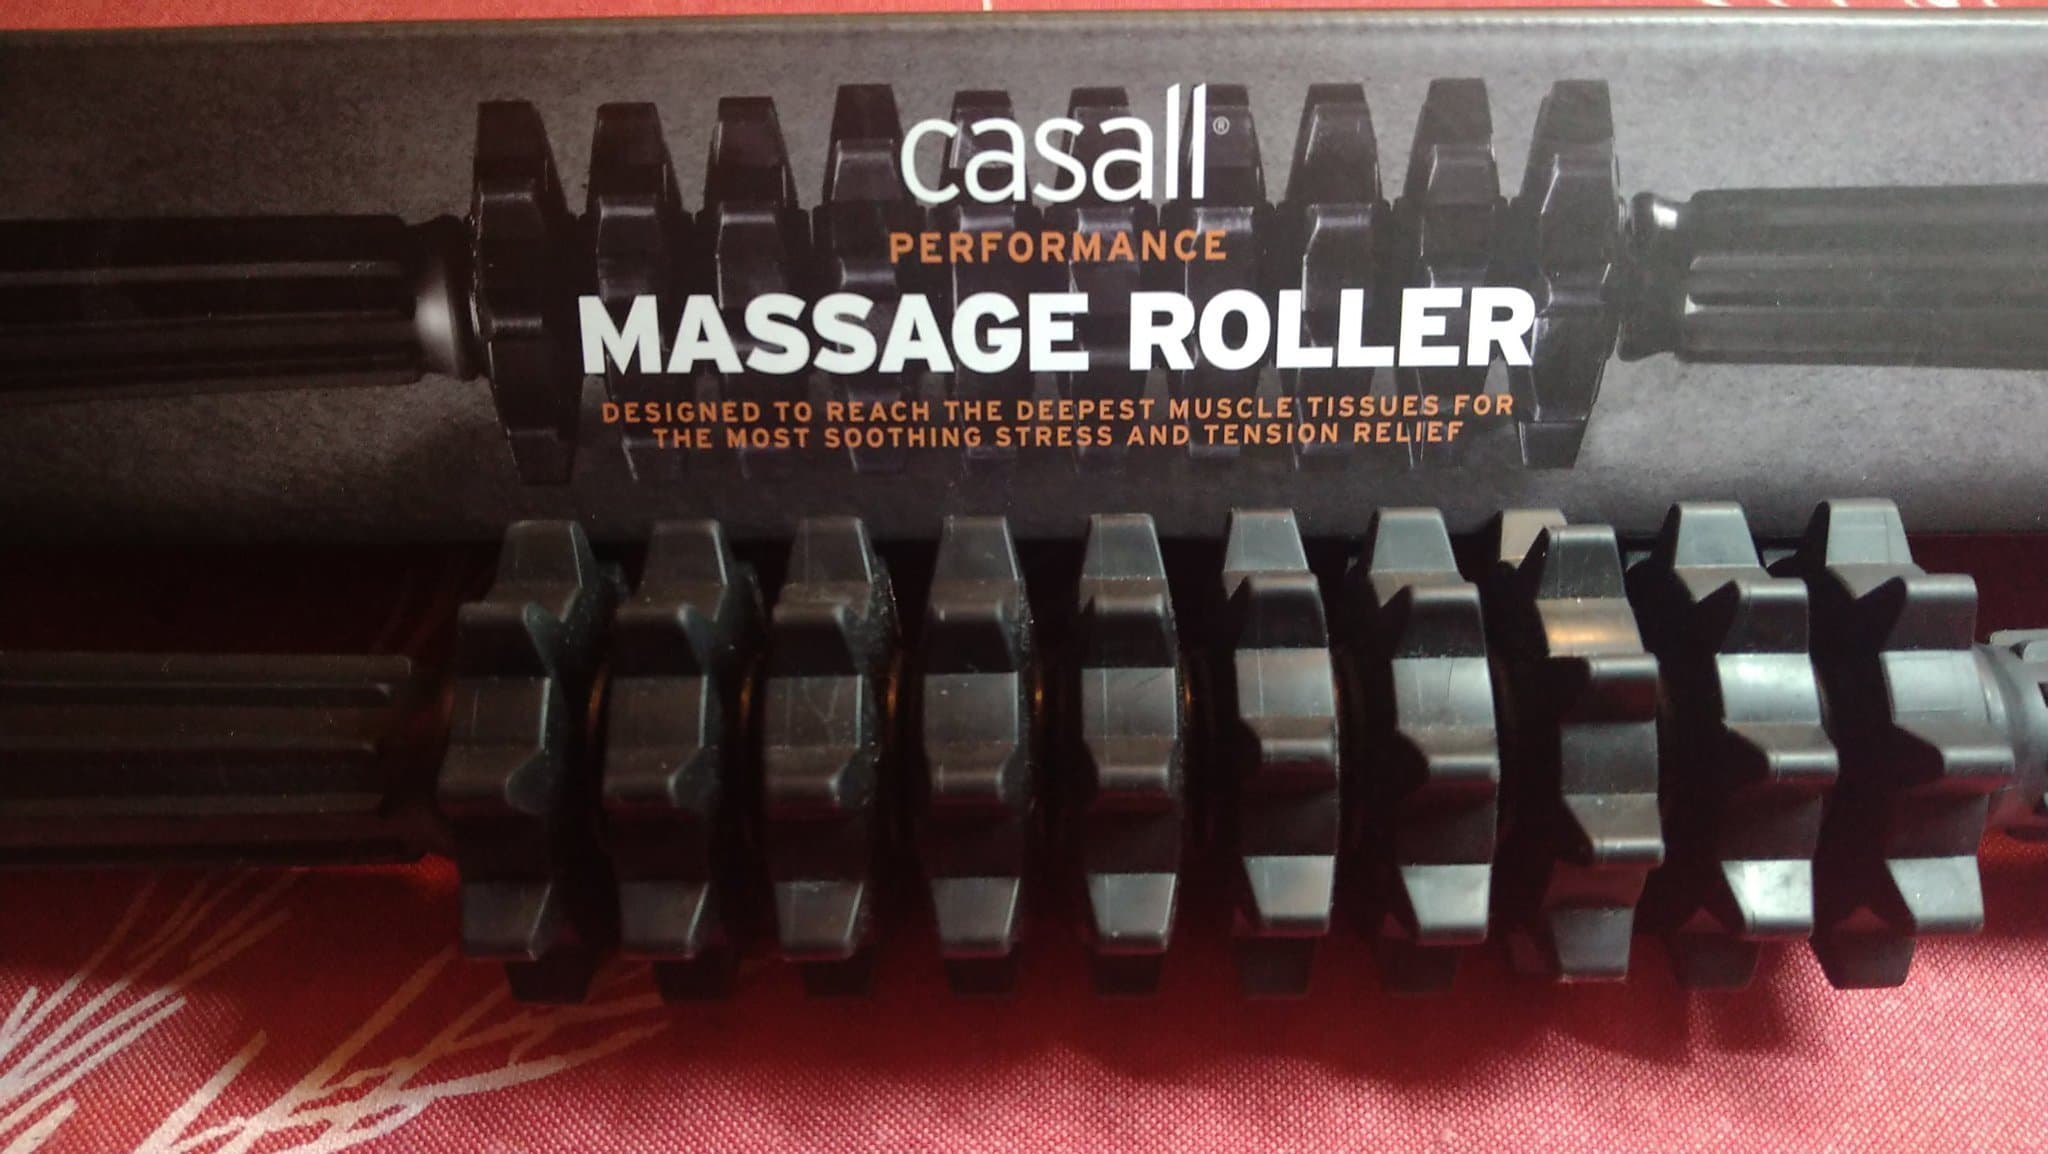 casall®
PERFORMANCE
MASSAGE ROLLER
DESIGNED TO REACH THE DEEPEST MUSCLE TISSUES FOR
THE MOST SOOTHING STRESS AND TENSION RELIEF